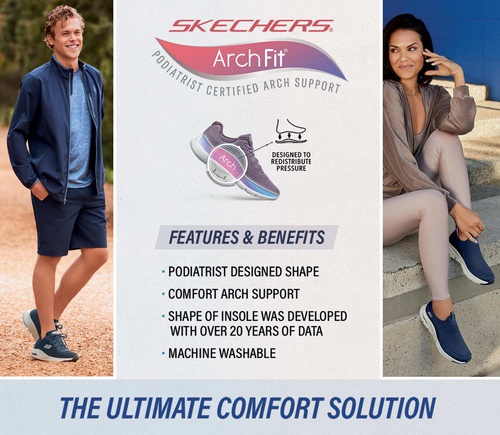 SKECHERS®
Arch Fit®
PODIATRIST CERTIFIED ARCH SUPPORT
Arch
DESIGNED TO
REDISTRIBUTE
PRESSURE
FEATURES & BENEFITS
• PODIATRIST DESIGNED SHAPE
• COMFORT ARCH SUPPORT
• SHAPE OF INSOLE WAS DEVELOPED
WITH OVER 20 YEARS OF DATA
• MACHINE WASHABLE
THE ULTIMATE COMFORT SOLUTION